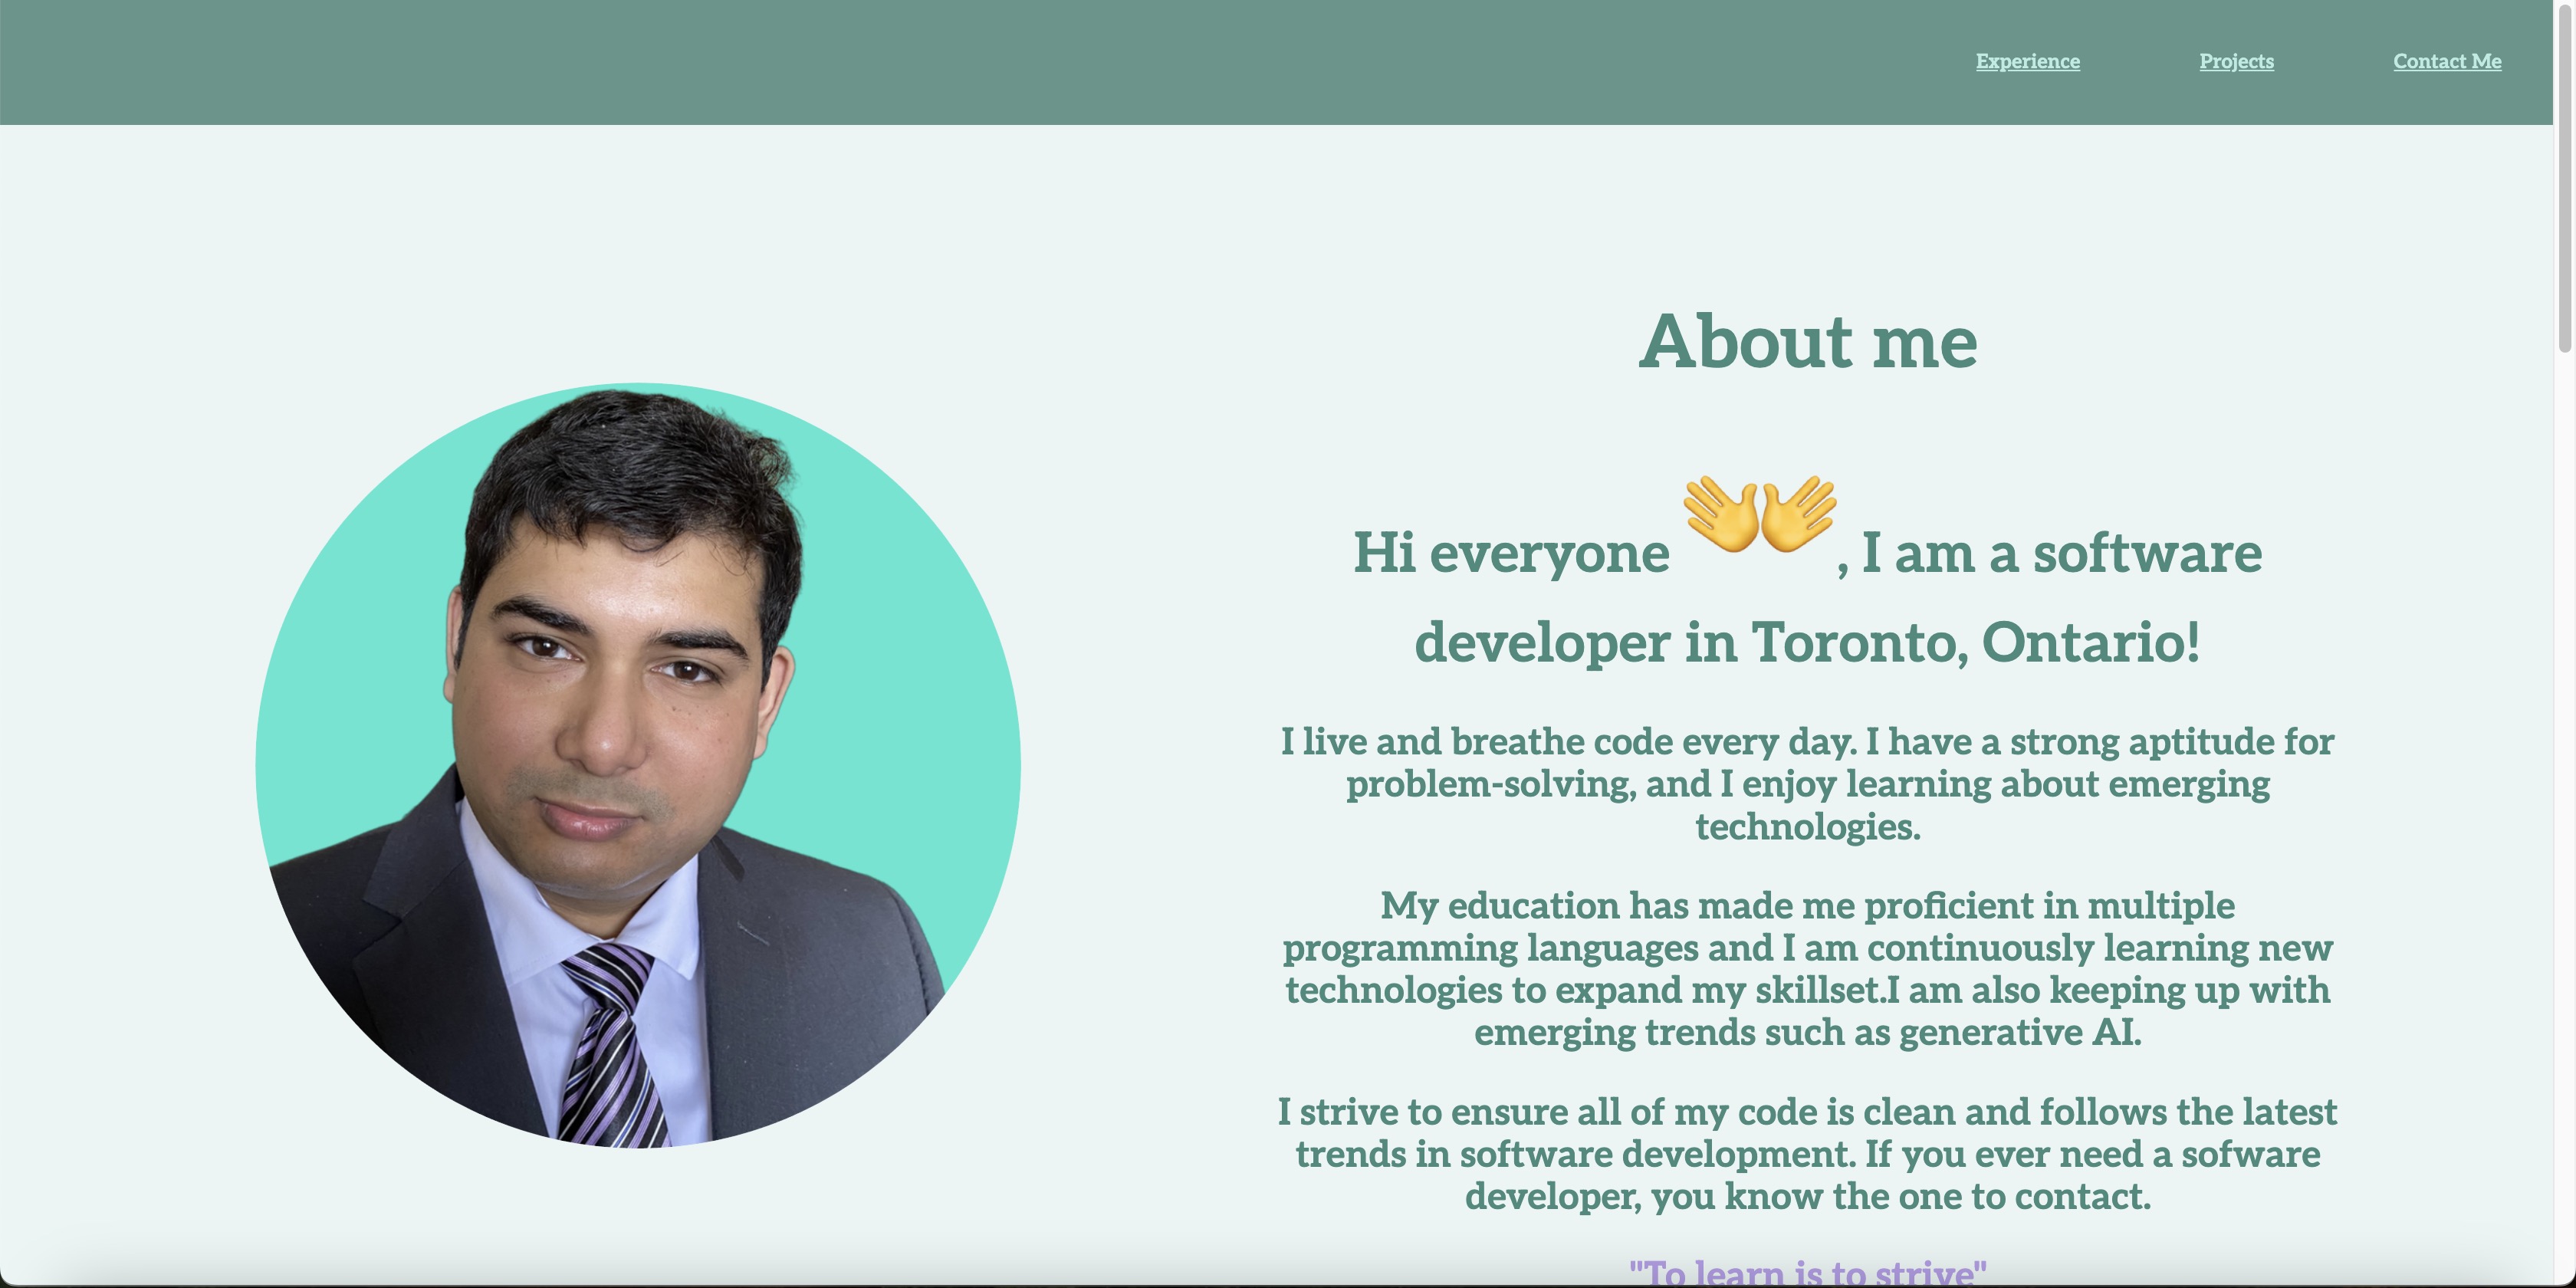 Experience Projects Contact Me
About me
Hi everyone 👐, I am a software
developer in Toronto, Ontario!
I live and breathe code every day. I have a strong aptitude for
problem-solving, and I enjoy learning about emerging
technologies.
My education has made me proficient in multiple
programming languages and I am continuously learning new
technologies to expand my skillset.I am also keeping up with
emerging trends such as generative AI.
I strive to ensure all of my code is clean and follows the latest
trends in software development. If you ever need a sofware
developer, you know the one to contact.
"To learn is to strive"